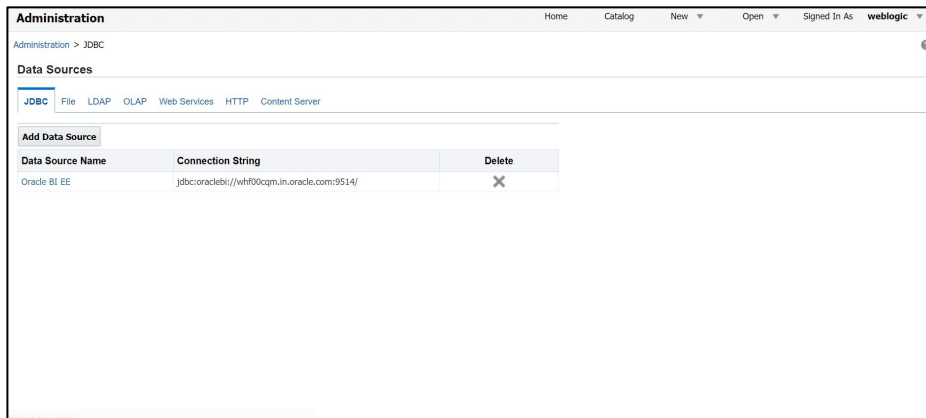 Administration Home Catalog New Open Signed In As weblogic
Administration > JDBC
Data Sources
JDBC File LDAP OLAP Web Services HTTP Content Server
Add Data Source
Data Source Name Connection String Delete
Oracle BI EE jdbc:oraclebi://whf00cqm.in.oracle.com:9514/